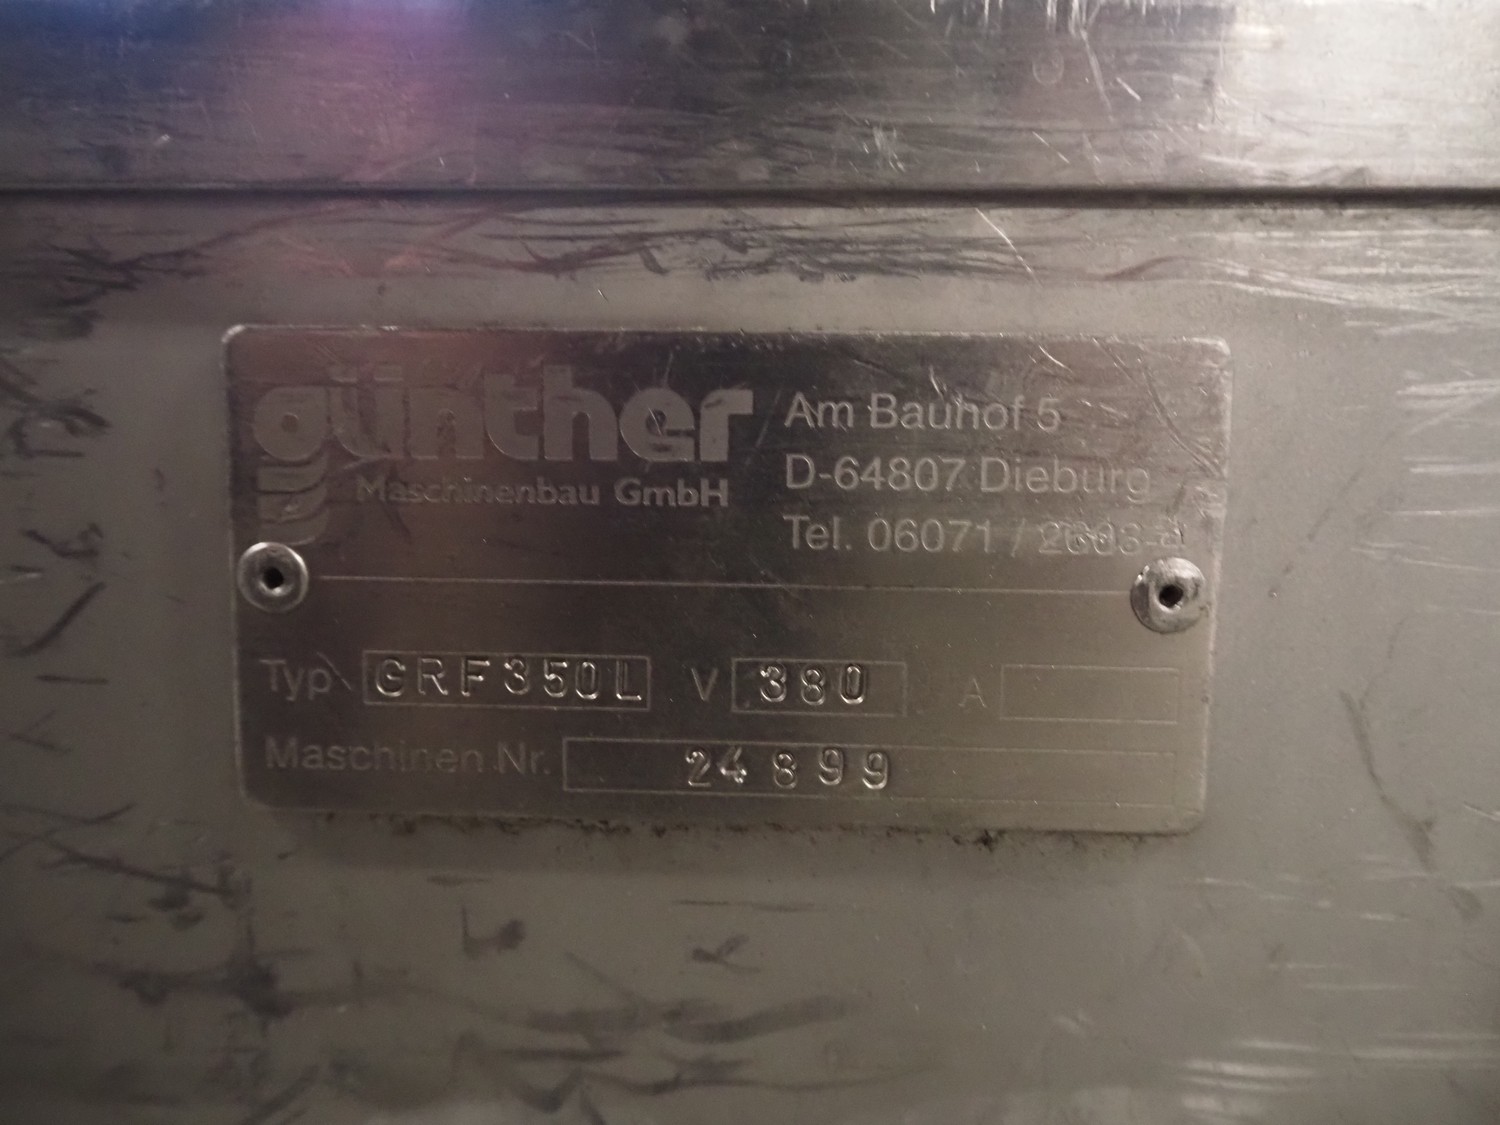 günther
Maschinenbau GmbH
Am Bauhof 5
D-64807 Dieburg
Tel. 06071 /
Typ GRF350L V 380 A
Maschinen Nr. 24899